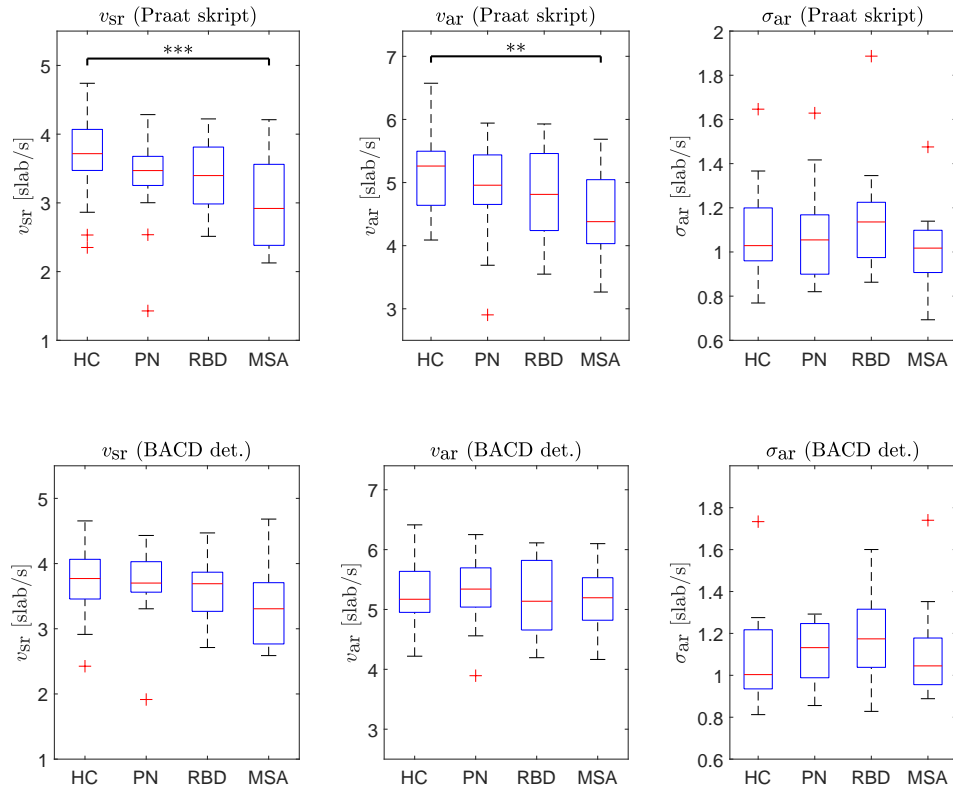 v_sr (Praat skript)
***
5
4
3
2
1
v_sr [slab/s]
HC PN RBD MSA
v_ar (Praat skript)
**
7
6
5
4
3
v_ar [slab/s]
HC PN RBD MSA
σ_ar (Praat skript)
2
1.8
1.6
1.4
1.2
1
0.8
0.6
σ_ar [slab/s]
HC PN RBD MSA
v_sr (BACD det.)
5
4
3
2
1
v_sr [slab/s]
HC PN RBD MSA
v_ar (BACD det.)
7
6
5
4
3
v_ar [slab/s]
HC PN RBD MSA
σ_ar (BACD det.)
1.8
1.6
1.4
1.2
1
0.8
0.6
σ_ar [slab/s]
HC PN RBD MSA